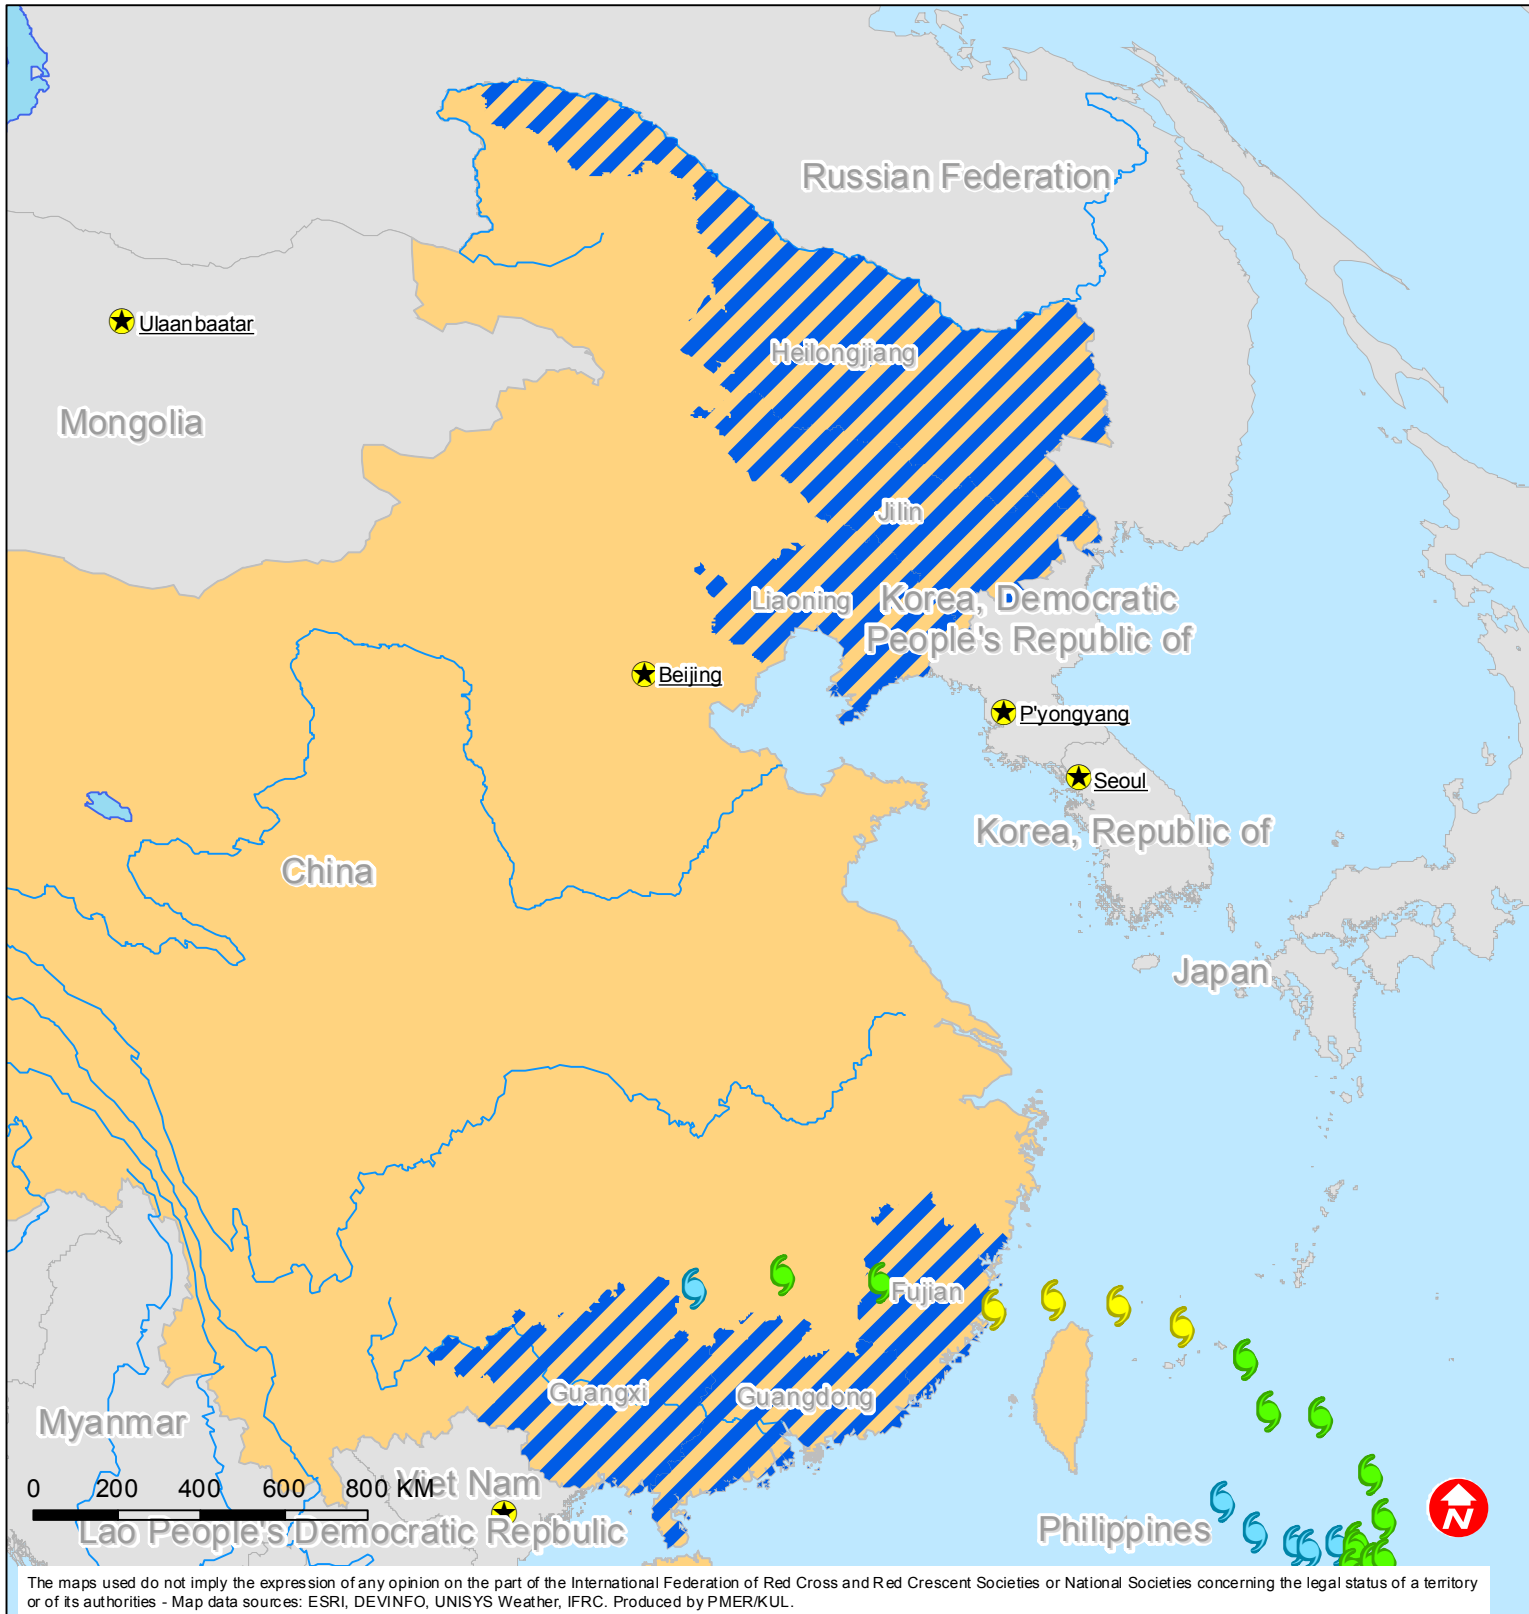 Russian Federation
Ulaanbaatar
Heilongjiang
Mongolia
Jilin
Liaoning
Korea, Democratic
People's Republic of
Beijing
P'yongyang
Seoul
Korea, Republic of
China
Japan
Fujian
Guangxi
Guangdong
Myanmar
0 200 400 600 800 KM
Viet Nam
N
Lao People's Democratic Repbulic
Philippines
The maps used do not imply the expression of any opinion on the part of the International Federation of Red Cross and Red Crescent Societies or National Societies concerning the legal status of a territory
or of its authorities - Map data sources: ESRI, DEVINFO, UNISYS Weather, IFRC. Produced by PMER/KUL.